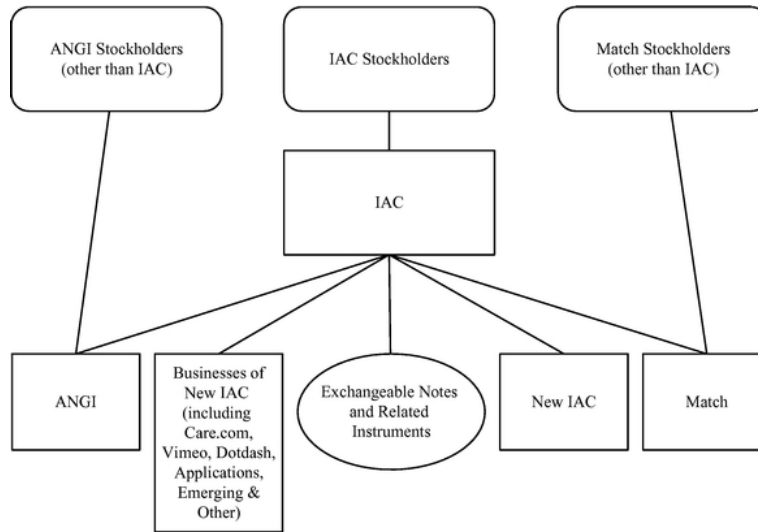 ANGI Stockholders
(other than IAC)
IAC Stockholders
Match Stockholders
(other than IAC)
IAC
ANGI
Businesses of
New IAC
(including
Care.com,
Vimeo, Dotdash,
Applications,
Emerging &
Other)
Exchangeable Notes
and Related
Instruments
New IAC
Match